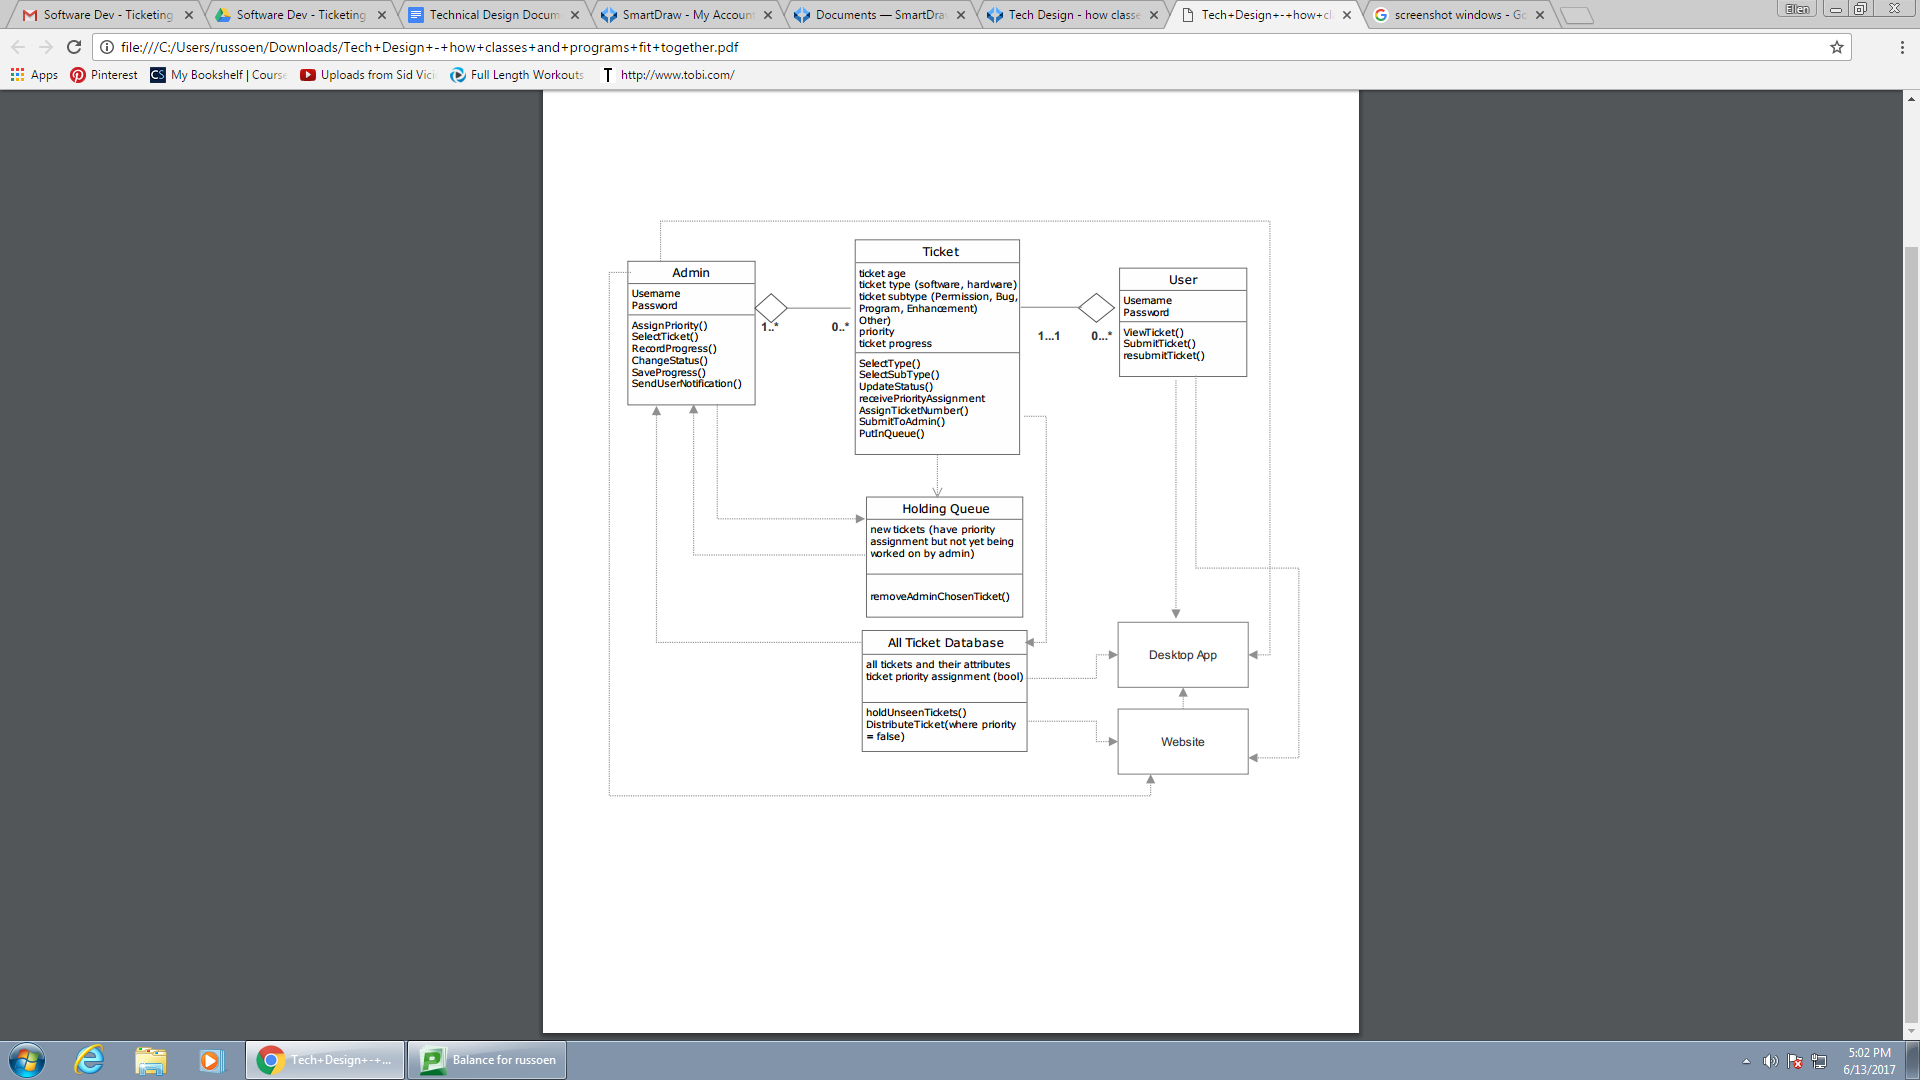 Software Dev - Ticketing
Software Dev - Ticketing
Technical Design Docum
SmartDraw - My Accoun
Documents — SmartDra
Tech Design - how classe
Tech+Design+-+how+cl
screenshot windows - Go
Ellen
file:///C:/Users/russoen/Downloads/Tech+Design+-+how+classes+and+programs+fit+together.pdf
Apps
Pinterest
CS
My Bookshelf | Course
Uploads from Sid Vici
Full Length Workouts
T
http://www.tobi.com/
Admin
Username
Password
AssignPriority()
SelectTicket()
RecordProgress()
ChangeStatus()
SaveProgress()
SendUserNotification()
1..*
0..*
Ticket
ticket age
ticket type (software, hardware)
ticket subtype (Permission, Bug,
Program, Enhancement)
Other)
priority
ticket progress
SelectType()
SelectSubType()
UpdateStatus()
receivePriorityAssignment
AssignTicketNumber()
SubmitToAdmin()
PutInQueue()
1...1
0...*
User
Username
Password
ViewTicket()
SubmitTicket()
resubmitTicket()
Holding Queue
new tickets (have priority
assignment but not yet being
worked on by admin)
removeAdminChosenTicket()
All Ticket Database
all tickets and their attributes
ticket priority assignment (bool)
holdUnseenTickets()
DistributeTicket(where priority
= false)
Desktop App
Website
Tech+Design+-+...
Balance for russoen
5:02 PM
6/13/2017